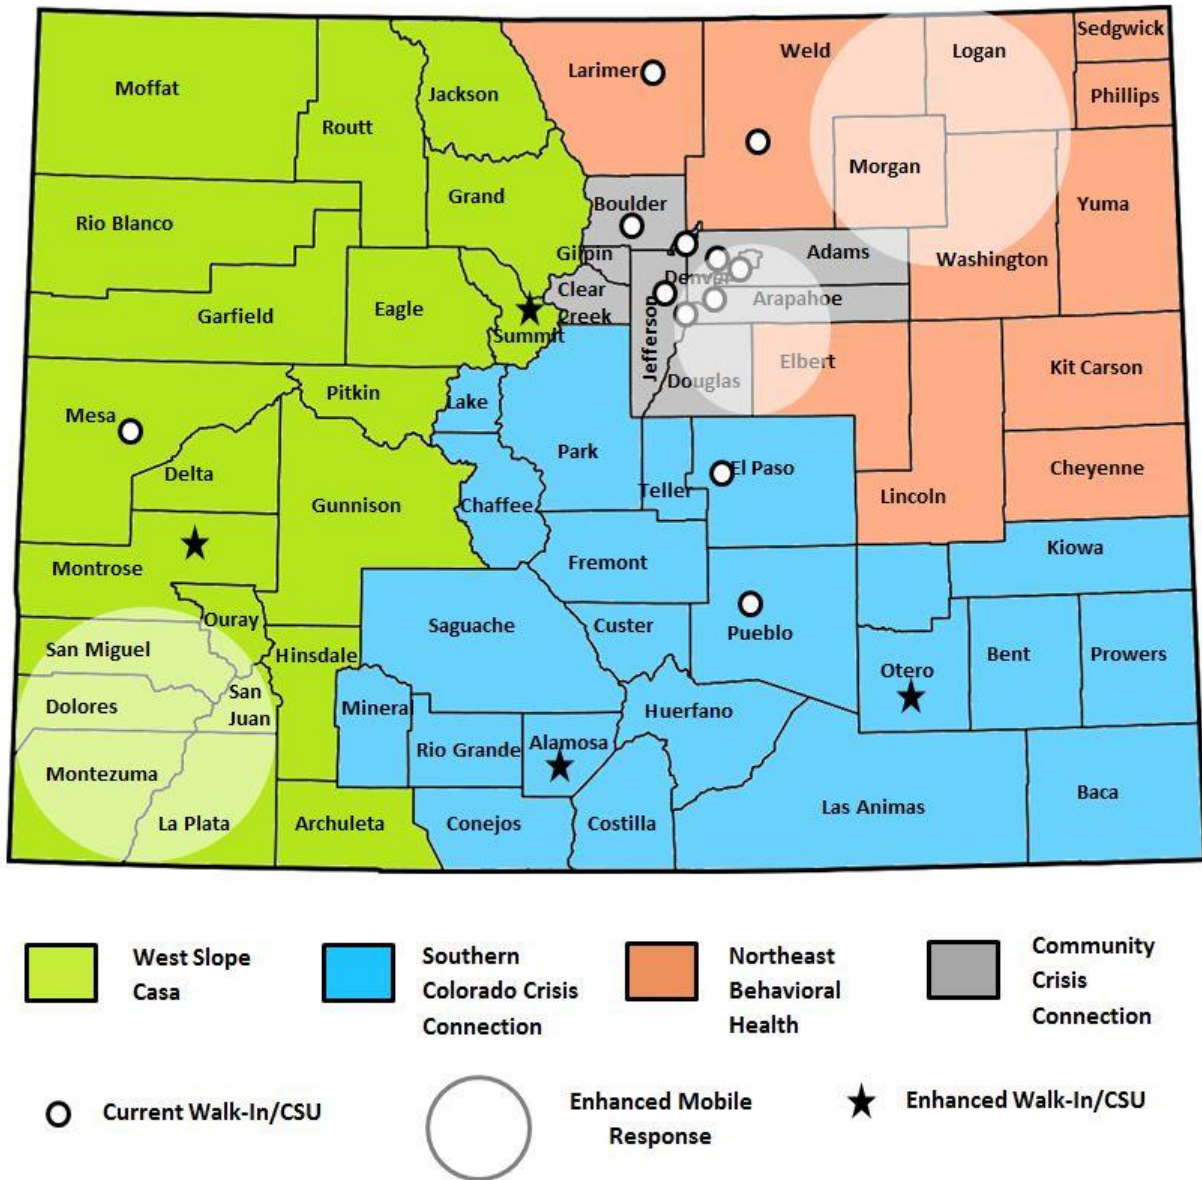 Sedgwick
Weld
Logan
Larimer
Moffat
Jackson
Phillips
Routt
Morgan
Grand
Boulder
Yuma
Rio Blanco
Gilpin
Adams
Washington
Denver
Clear
Creek
Arapahoe
Garfield
Eagle
Summit
Jefferson
Elbert
Kit Carson
Douglas
Pitkin
Lake
Mesa
Park
El Paso
Cheyenne
Delta
Teller
Lincoln
Gunnison
Chaffee
Kiowa
Montrose
Fremont
Ouray
Saguache
Custer
Pueblo
San Miguel
Hinsdale
Bent
Prowers
Otero
San
Juan
Dolores
Mineral
Huerfano
Rio Grande
Alamosa
Montezuma
Baca
Las Animas
La Plata
Archuleta
Conejos
Costilla
West Slope
Casa
Southern
Colorado Crisis
Connection
Northeast
Behavioral
Health
Community
Crisis
Connection
Current Walk-In/CSU
Enhanced Mobile
Response
Enhanced Walk-In/CSU